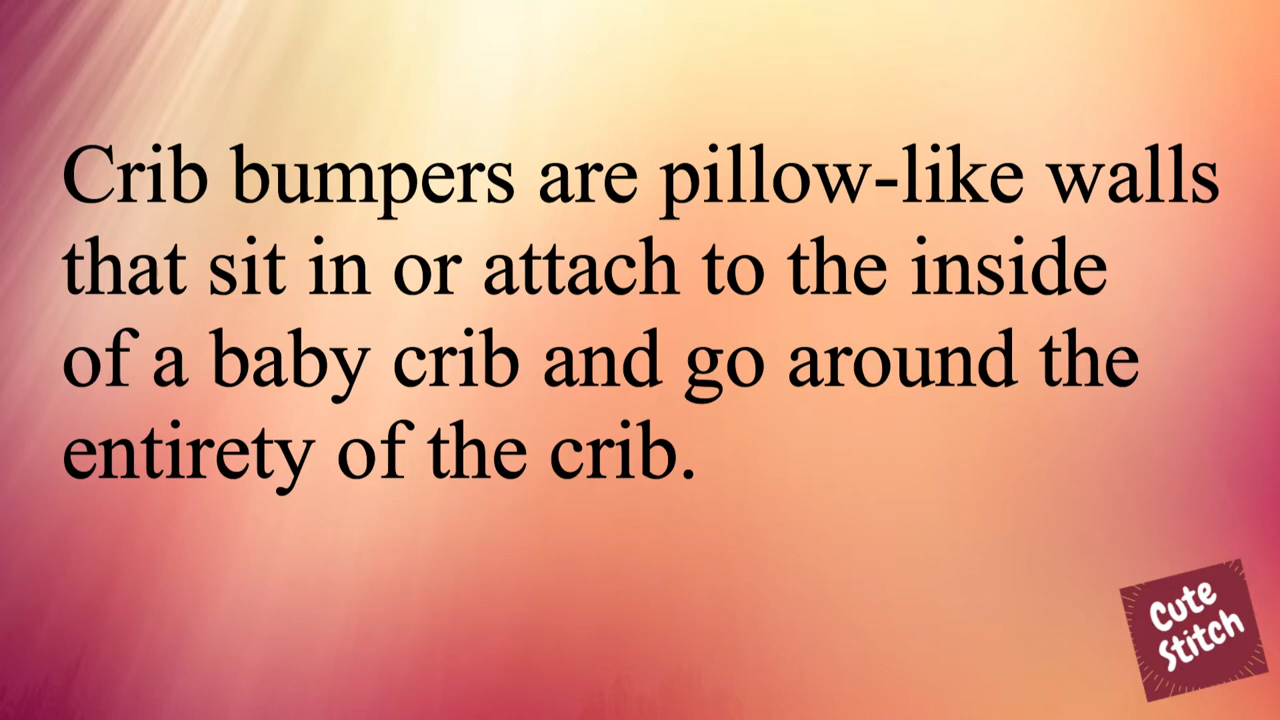 Crib bumpers are pillow-like walls
that sit in or attach to the inside
of a baby crib and go around the
entirety of the crib.
Cute
Stitch